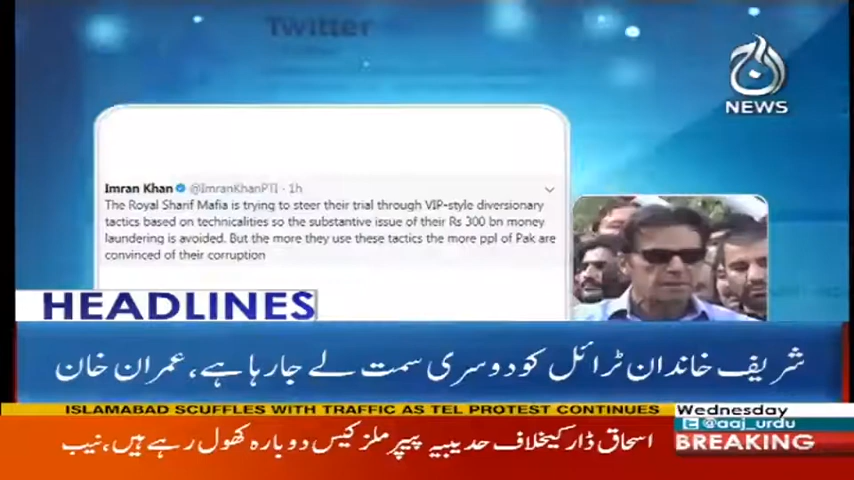 Twitter
آج
NEWS
Imran Khan @ImranKhanPTI · 1h
The Royal Sharif Mafia is trying to steer their trial through VIP-style diversionary
tactics based on technicalities so the substantive issue of their Rs 300 bn money
laundering is avoided. But the more they use these tactics the more ppl of Pak are
convinced of their corruption
HEADLINES
شریف خاندان ٹرائل کو دوسری سمت لے جا رہا ہے، عمران خان
ISLAMABAD SCUFFLES WITH TRAFFIC AS TEL PROTEST CONTINUES
Wednesday
@aaj_urdu
BREAKING
اسحاق ڈار کیخلاف حدیبیہ پیپر ملز کیس دوبارہ کھول رہے ہیں، نیب